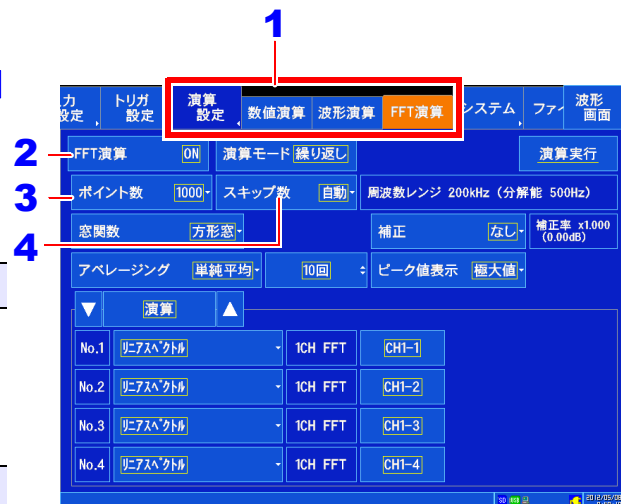 1
力
設定
トリガ
設定
演算
設定
数値演算
波形演算
FFT演算
システム
ファイ
波形
画面
2
FFT演算
ON
演算モード
繰り返し
演算実行
3
ポイント数
1000
スキップ数
自動
周波数レンジ 200kHz (分解能 500Hz)
4
窓関数
方形窓
補正
なし
補正率 x1.000
(0.00dB)
アベレージング
単純平均
10回
ピーク値表示
極大値
▼
演算
▲
No.1
リニアスペクトル
1CH FFT
CH1-1
No.2
リニアスペクトル
1CH FFT
CH1-2
No.3
リニアスペクトル
1CH FFT
CH1-3
No.4
リニアスペクトル
1CH FFT
CH1-4
SD